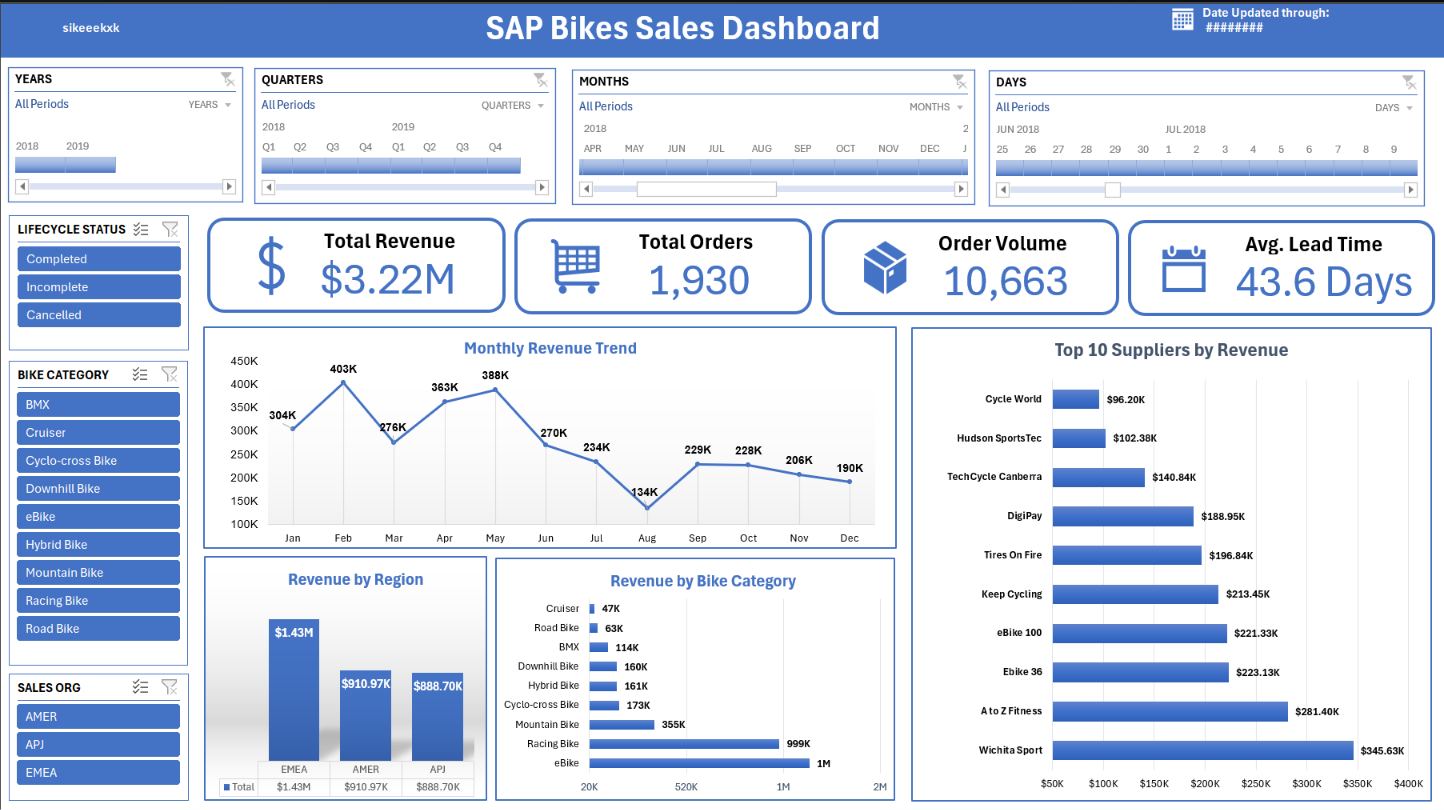 sikeeekxk
SAP Bikes Sales Dashboard
Date Updated through:
########
YEARS
All Periods
YEARS
2018 2019
QUARTERS
All Periods
QUARTERS
2018 2019
Q1 Q2 Q3 Q4 Q1 Q2 Q3 Q4
MONTHS
All Periods
MONTHS
2018 2
APR MAY JUN JUL AUG SEP OCT NOV DEC J
DAYS
All Periods
DAYS
JUN 2018 JUL 2018
25 26 27 28 29 30 1 2 3 4 5 6 7 8 9
LIFECYCLE STATUS
Completed
Incomplete
Cancelled
BIKE CATEGORY
BMX
Cruiser
Cyclo-cross Bike
Downhill Bike
eBike
Hybrid Bike
Mountain Bike
Racing Bike
Road Bike
SALES ORG
AMER
APJ
EMEA
$
Total Revenue
$3.22M
Total Orders
1,930
Order Volume
10,663
Avg. Lead Time
43.6 Days
Monthly Revenue Trend
450K
400K
350K
300K
250K
200K
150K
100K
304K 403K 276K 363K 388K 270K 234K 134K 229K 228K 206K 190K
Jan Feb Mar Apr May Jun Jul Aug Sep Oct Nov Dec
Revenue by Region
$1.43M $910.97K $888.70K
EMEA AMER APJ
Total $1.43M $910.97K $888.70K
Revenue by Bike Category
Cruiser 47K
Road Bike 63K
BMX 114K
Downhill Bike 160K
Hybrid Bike 161K
Cyclo-cross Bike 173K
Mountain Bike 355K
Racing Bike 999K
eBike 1M
20K 520K 1M 2M
Top 10 Suppliers by Revenue
Cycle World $96.20K
Hudson SportsTec $102.38K
TechCycle Canberra $140.84K
DigiPay $188.95K
Tires On Fire $196.84K
Keep Cycling $213.45K
eBike 100 $221.33K
Ebike 36 $223.13K
A to Z Fitness $281.40K
Wichita Sport $345.63K
$50K $100K $150K $200K $250K $300K $350K $400K